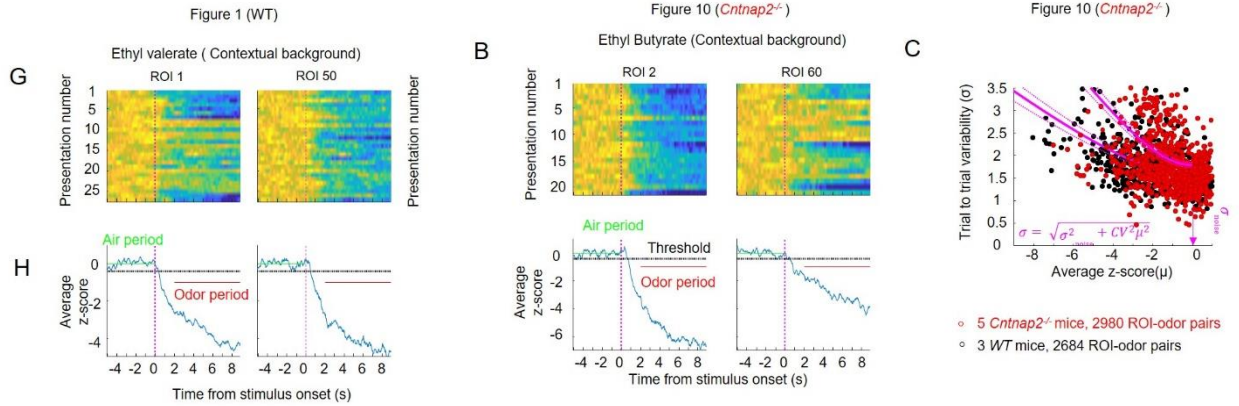 Figure 1 (WT)
Figure 10 (Cntnap2-/-)
Figure 10 (Cntnap2-/-)
G
Ethyl valerate ( Contextual background)
ROI 1
ROI 50
Presentation number
1
5
10
15
20
25
B
Ethyl Butyrate (Contextual background)
ROI 2
ROI 60
Presentation number
1
5
10
15
20
H
Air period
Odor period
Average
z-score
0
-2
-4
-4 -2 0 2 4 6 8
-4 -2 0 2 4 6 8
Time from stimulus onset (s)
Air period
Threshold
Odor period
Average
z-score
0
-2
-4
-6
-4 -2 0 2 4 6 8
-4 -2 0 2 4 6 8
Time from stimulus onset (s)
C
Trial to trial variability (σ)
3.5
3
2.5
2
1.5
1
0.5
0
σ = √σ² + CV²μ²
σ noise
-8 -6 -4 -2 0
Average z-score(μ)
5 Cntnap2-/- mice, 2980 ROI-odor pairs
3 WT mice, 2684 ROI-odor pairs